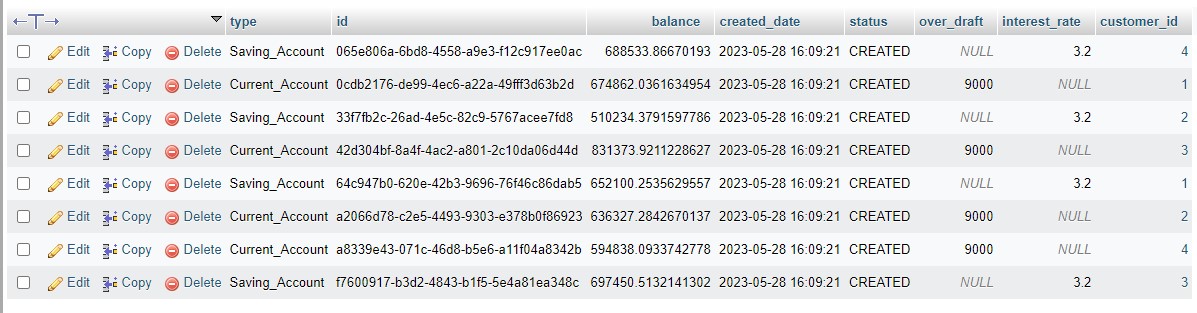 type id balance created_date status over_draft interest_rate customer_id
Edit Copy Delete Saving_Account 065e806a-6bd8-4558-a9e3-f12c917ee0ac 688533.86670193 2023-05-28 16:09:21 CREATED NULL 3.2 4
Edit Copy Delete Current_Account 0cdb2176-de99-4ec6-a22a-49fff3d63b2d 674862.0361634954 2023-05-28 16:09:21 CREATED 9000 NULL 1
Edit Copy Delete Saving_Account 33f7fb2c-26ad-4e5c-82c9-5767acee7fd8 510234.3791597786 2023-05-28 16:09:21 CREATED NULL 3.2 2
Edit Copy Delete Current_Account 42d304bf-8a4f-4ac2-a801-2c10da06d44d 831373.9211228627 2023-05-28 16:09:21 CREATED 9000 NULL 3
Edit Copy Delete Saving_Account 64c947b0-620e-42b3-9696-76f46c86dab5 652100.2535629557 2023-05-28 16:09:21 CREATED NULL 3.2 1
Edit Copy Delete Current_Account a2066d78-c2e5-4493-9303-e378b0f86923 636327.2842670137 2023-05-28 16:09:21 CREATED 9000 NULL 2
Edit Copy Delete Current_Account a8339e43-071c-46d8-b5e6-a11f04a8342b 594838.0933742778 2023-05-28 16:09:21 CREATED 9000 NULL 4
Edit Copy Delete Saving_Account f7600917-b3d2-4843-b1f5-5e4a81ea348c 697450.5132141302 2023-05-28 16:09:21 CREATED NULL 3.2 3